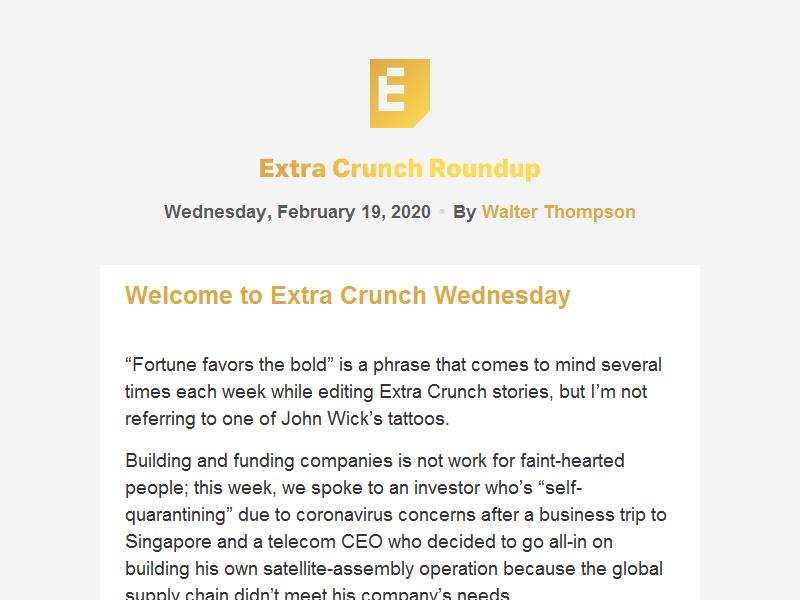 E
Extra Crunch Roundup
Wednesday, February 19, 2020 • By Walter Thompson
Welcome to Extra Crunch Wednesday
“Fortune favors the bold” is a phrase that comes to mind several
times each week while editing Extra Crunch stories, but I’m not
referring to one of John Wick’s tattoos.
Building and funding companies is not work for faint-hearted
people; this week, we spoke to an investor who’s “self-
quarantining” due to coronavirus concerns after a business trip to
Singapore and a telecom CEO who decided to go all-in on
building his own satellite-assembly operation because the global
supply chain didn’t meet his company’s needs.